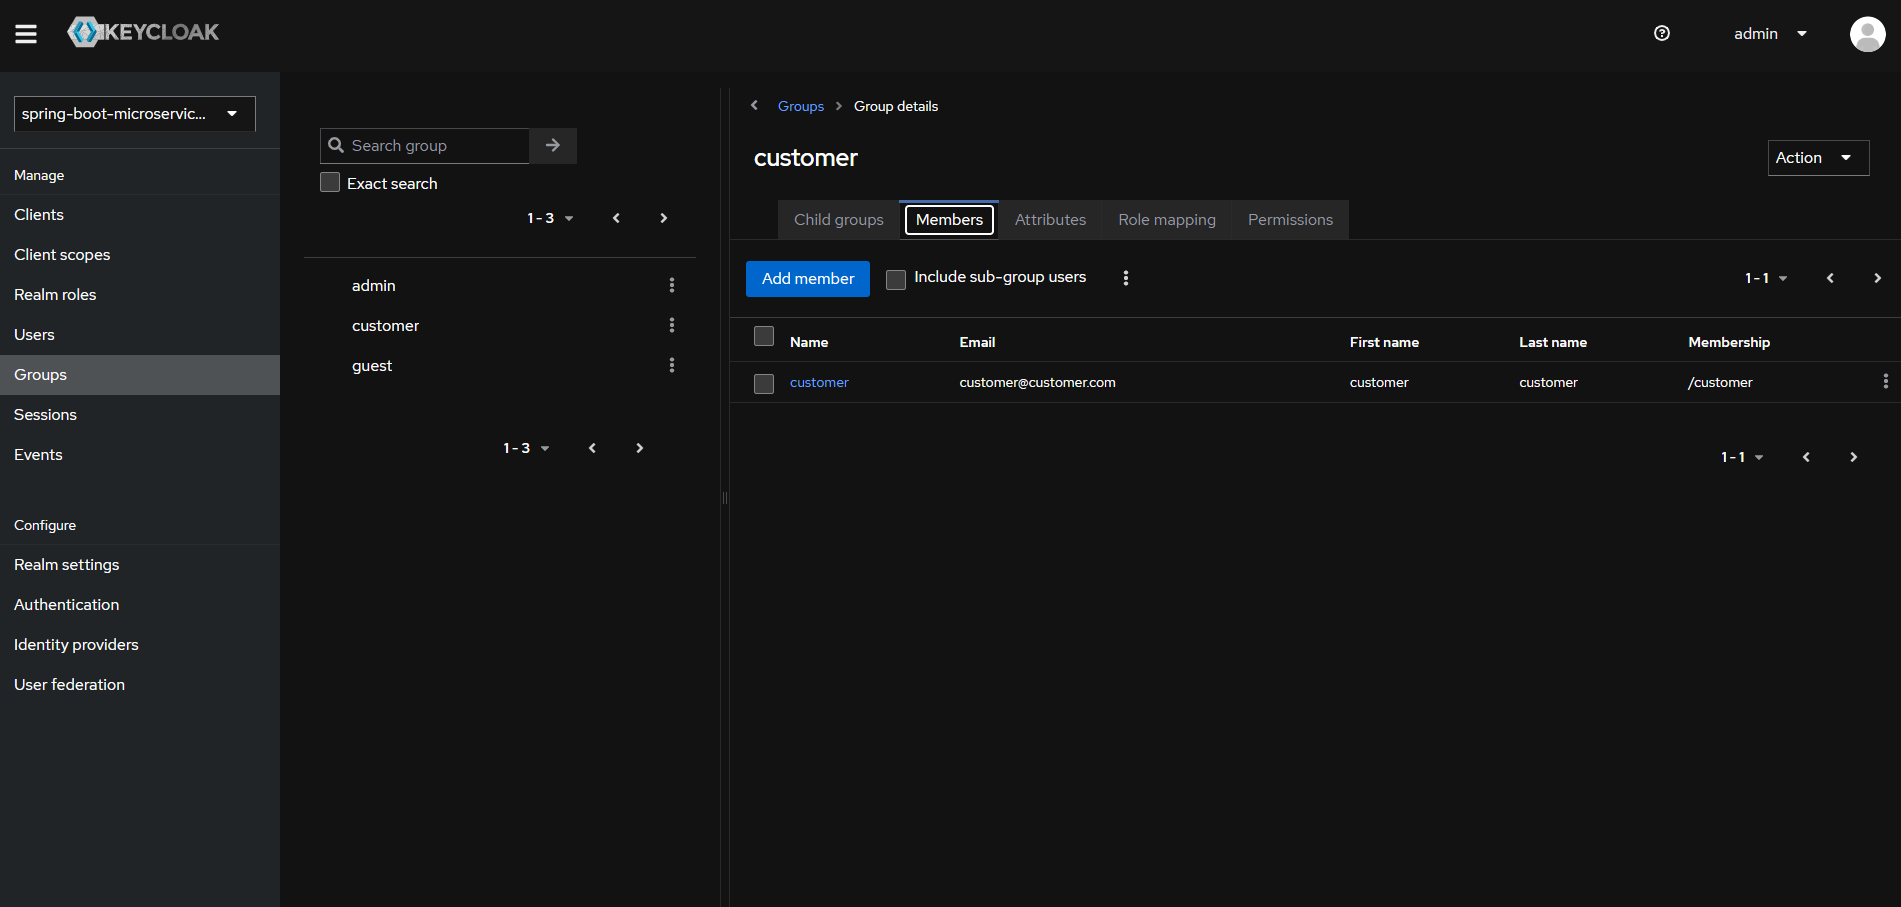 KEYCLOAK
admin
spring-boot-microservic...
Manage
Clients
Client scopes
Realm roles
Users
Groups
Sessions
Events
Configure
Realm settings
Authentication
Identity providers
User federation
Search group
Exact search
1 - 3
admin
customer
guest
1 - 3
Groups Group details
customer
Action
Child groups Members Attributes Role mapping Permissions
Add member Include sub-group users 1 - 1
Name Email First name Last name Membership
customer customer@customer.com customer customer /customer
1 - 1